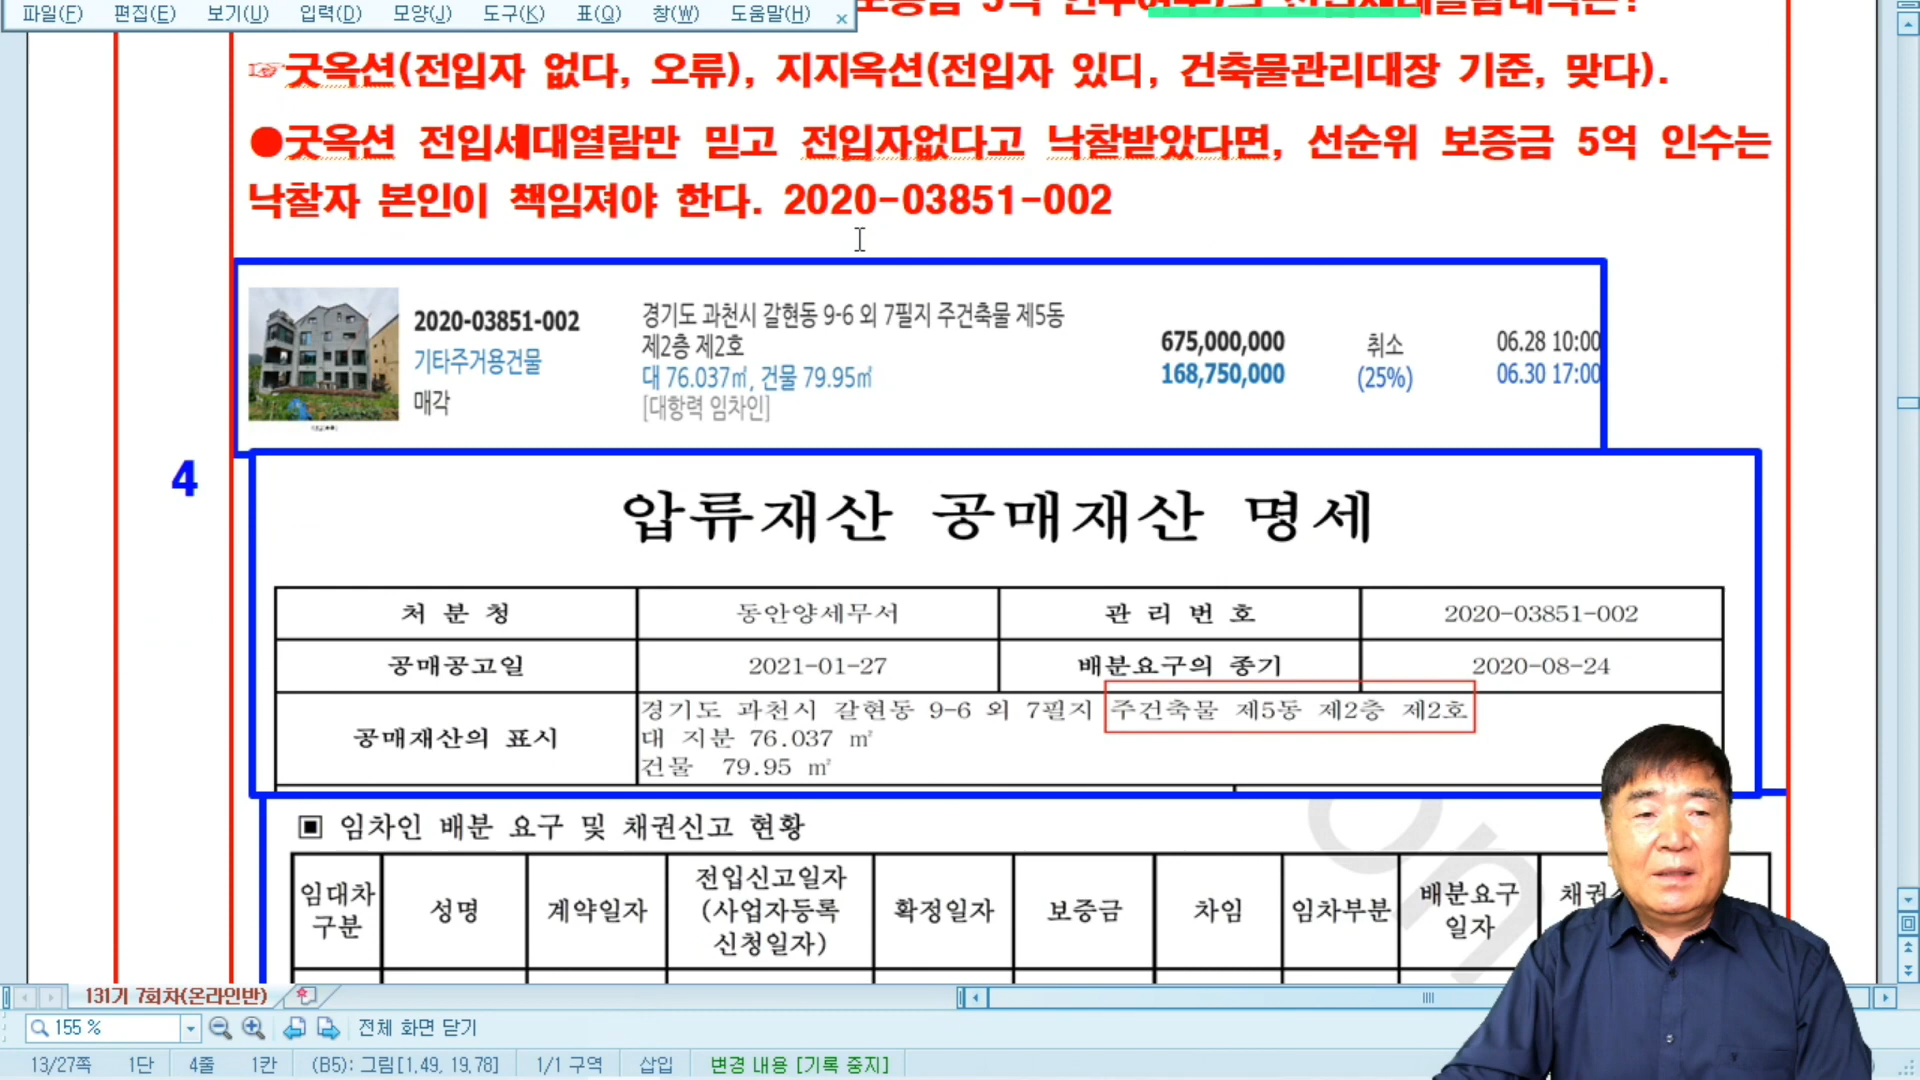 파일(F) 편집(E) 보기(U) 입력(D) 모양(J) 도구(K) 표(Q) 창(W) 도움말(H) ×
☞굿옥션(전입자 없다, 오류), 지지옥션(전입자 있디, 건축물관리대장 기준, 맞다).
●굿옥션 전입세대열람만 믿고 전입자없다고 낙찰받았다면, 선순위 보증금 5억 인수는
낙찰자 본인이 책임져야 한다. 2020-03851-002
2020-03851-002
기타주거용건물
매각
경기도 과천시 갈현동 9-6 외 7필지 주건축물 제5동
제2층 제2호
대 76.037㎡, 건물 79.95㎡
[대항력 임차인]
675,000,000
168,750,000
취소
(25%)
06.28 10:00
06.30 17:00
4
압류재산 공매재산 명세
처 분 청 동안양세무서 관 리 번 호 2020-03851-002
공매공고일 2021-01-27 배분요구의 종기 2020-08-24
공매재산의 표시
경기도 과천시 갈현동 9-6 외 7필지 주건축물 제5동 제2층 제2호
대 지분 76.037 ㎡
건물 79.95 ㎡
▣ 임차인 배분 요구 및 채권신고 현황
임대차
구분
성명
계약일자
전입신고일자
(사업자등록
신청일자)
확정일자
보증금
차임
임차부분
배분요구
일자
on
131기 7회차(온라인반)
155 %
전체 화면 닫기
13/27쪽 1단 4줄 1칸 (B5): 그림[1,49, 19,78] 1/1 구역 삽입 변경 내용 [기록 중지]